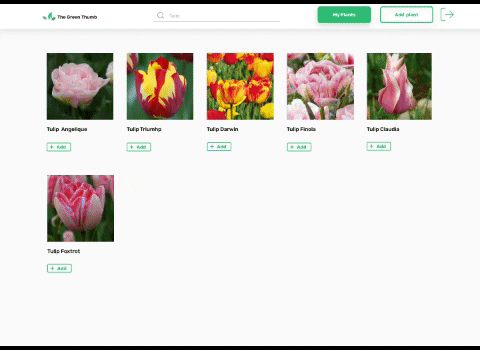 The Green Thumb
My Plants
Add plant
Tulip Angelique
Tulip Triumhp
Tulip Darwin
Tulip Finola
Tulip Claudia
+ Add
+ Add
+ Add
+ Add
+ Add
Tulip Foxtrot
+ Add